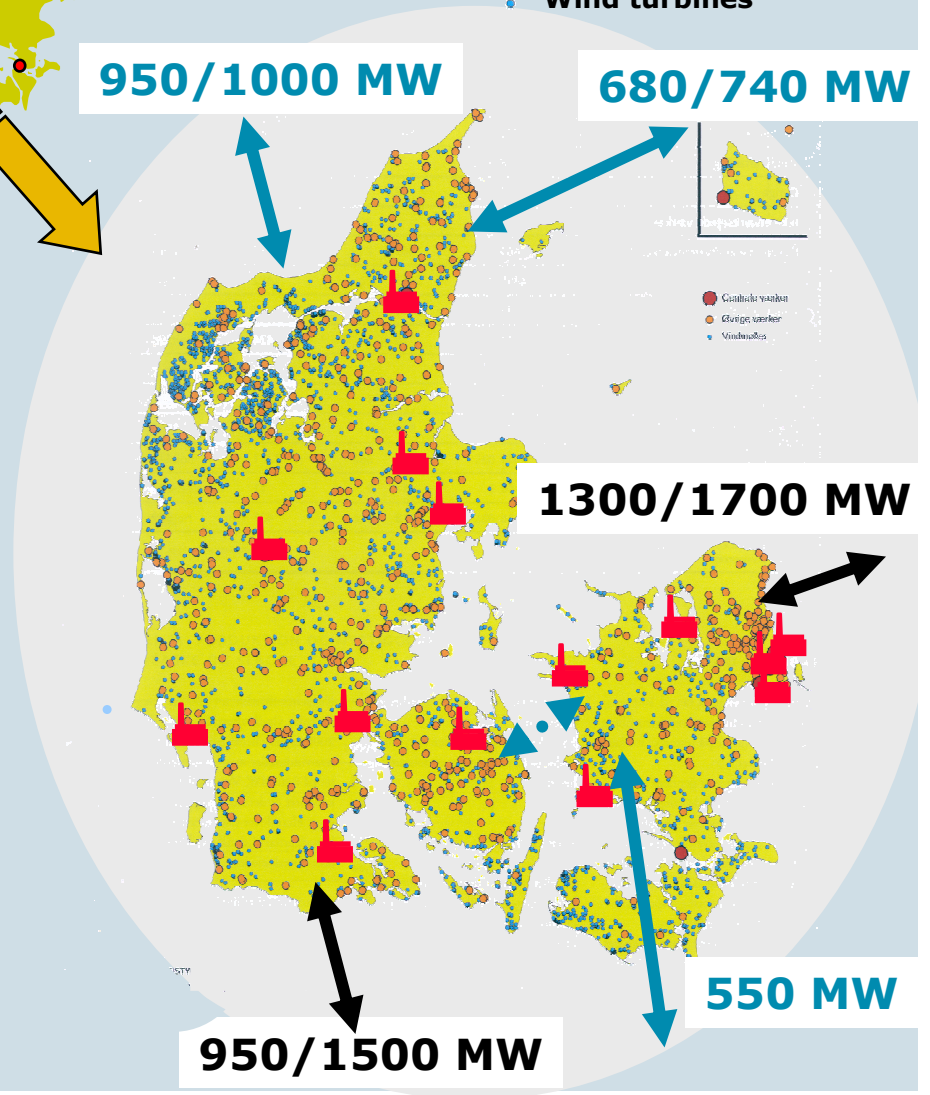 Wind turbines
950/1000 MW
680/740 MW
Centrale værker
Øvrige værker
Vindmøller
1300/1700 MW
550 MW
950/1500 MW